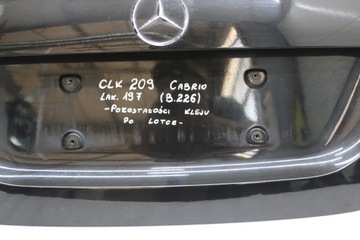 CLK 209 CABRIO
LAK. 197 (B.226)
-POZOSTAŁOŚCI KLEJU
PO LOTCE-